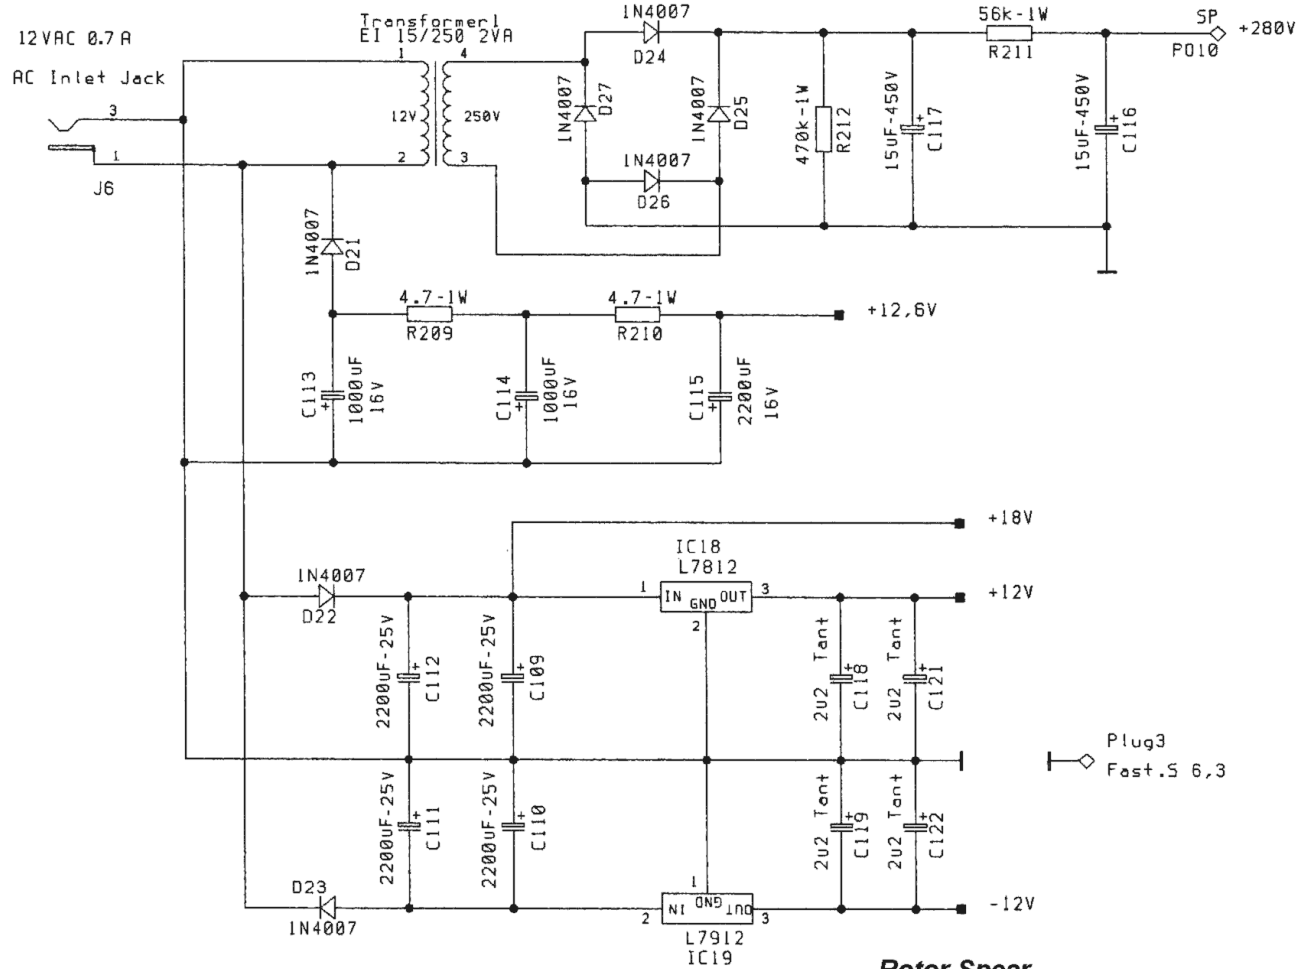 12VAC 0.7A
AC Inlet Jack
3
1
J6
Transformer1
EI 15/250 2VA
1
4
12V
250V
2
3
1N4007
D24
1N4007
D27
1N4007
D25
1N4007
D26
470k-1W
R212
15uF-450V
+
C117
56k-1W
R211
15uF-450V
+
C116
SP
PO10
+280V
1N4007
D21
4.7-1W
R209
4.7-1W
R210
+12,6V
C113
+
1000uF
16V
C114
+
1000uF
16V
C115
+
2200uF
16V
+18V
IC18
L7812
1N4007
D22
1
IN
GND
OUT
3
2
+12V
2200uF-25V
+
C112
2200uF-25V
+
C109
2u2 Tant
+
C118
2u2 Tant
+
C121
Plug3
Fast.S 6,3
2200uF-25V
+
C111
2200uF-25V
+
C110
2u2 Tant
+
C119
2u2 Tant
+
C122
D23
1N4007
1
2
IN
GND
OUT
3
-12V
L7912
IC19